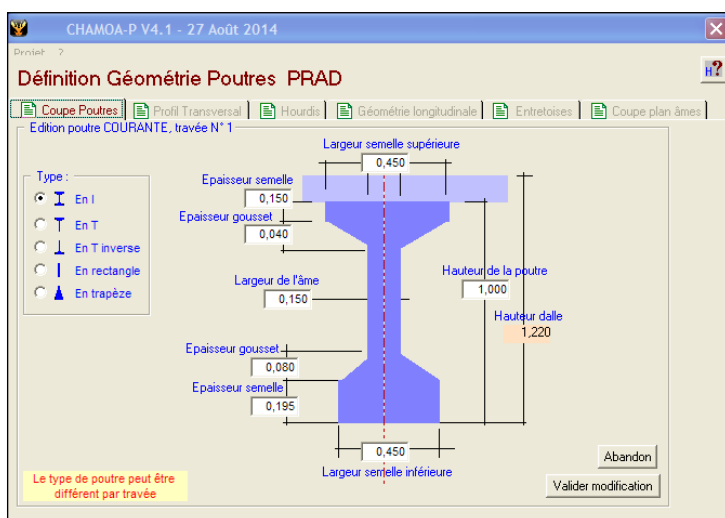 CHAMOA-P V4.1 - 27 Août 2014
Projet ?
Définition Géométrie Poutres PRAD
H?
Coupe Poutres Profil Transversal Hourdis Géométrie longitudinale Entretoises Coupe plan âmes
Edition poutre COURANTE, travée N° 1
Type :
En I
En T
En T inverse
En rectangle
En trapèze
Largeur semelle supérieure
0,450
Epaisseur semelle
0,150
Epaisseur gousset
0,040
Largeur de l'âme
0,150
Hauteur de la poutre
1,000
Hauteur dalle
1,220
Epaisseur gousset
0,080
Epaisseur semelle
0,195
0,450
Largeur semelle inférieure
Le type de poutre peut être
différent par travée
Abandon
Valider modification